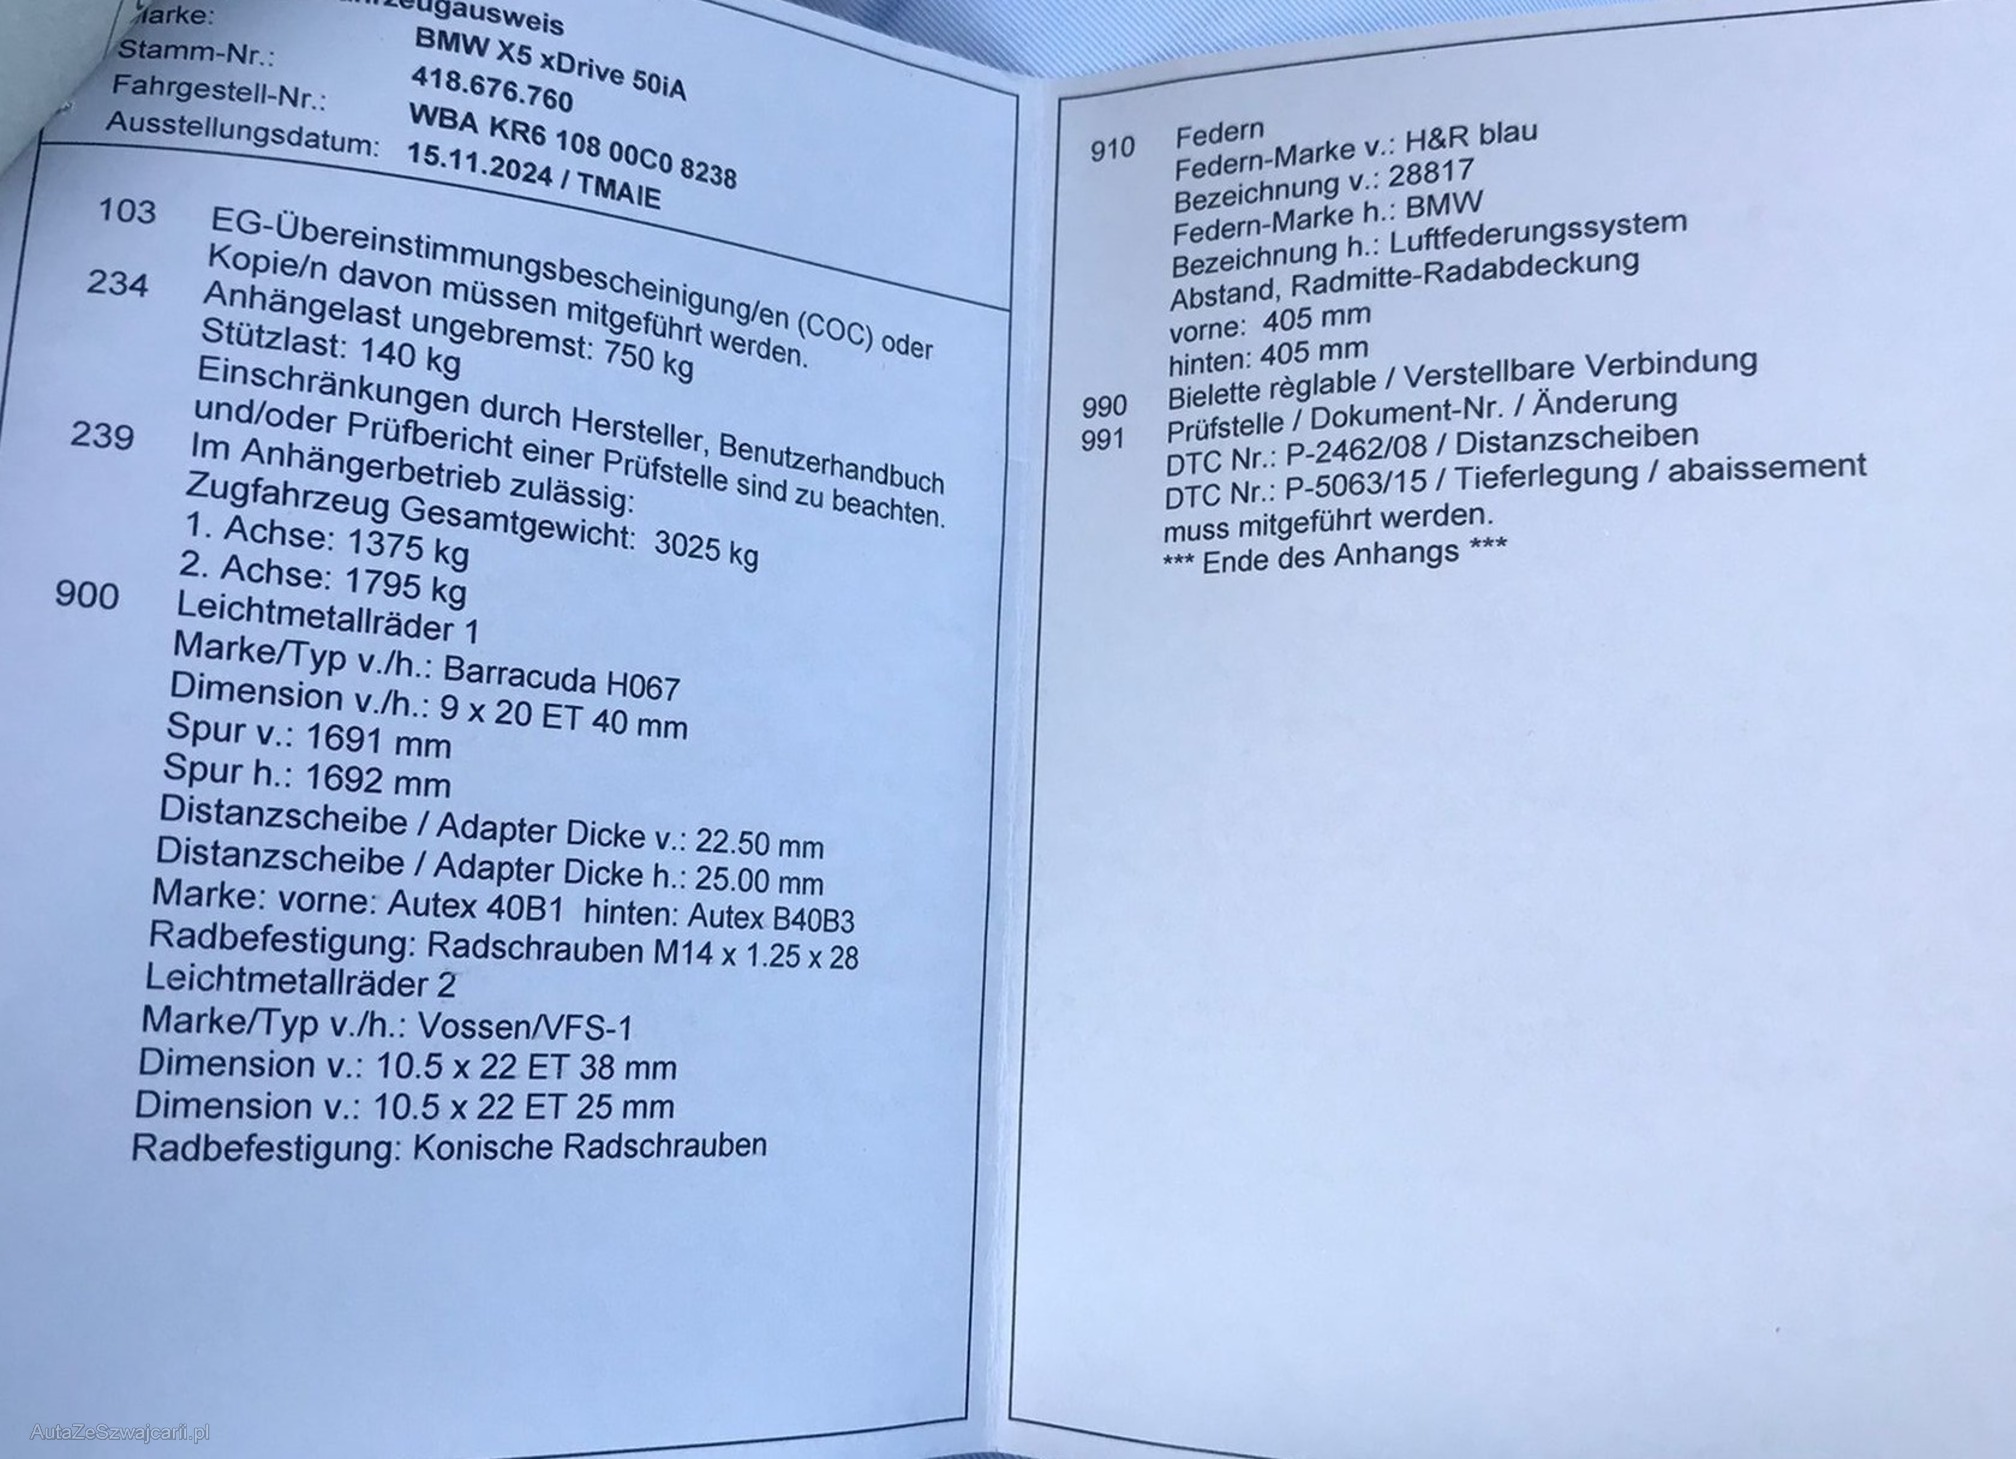 Marke:
BMW X5 xDrive 50iA
Stamm-Nr.:
418.676.760
Fahrgestell-Nr.:
WBA KR6 108 00C0 8238
Ausstellungsdatum:
15.11.2024 / TMAIE
103 EG-Übereinstimmungsbescheinigung/en (COC) oder
Kopie/n davon müssen mitgeführt werden.
234 Anhängelast ungebremst: 750 kg
Stützlast: 140 kg
Einschränkungen durch Hersteller, Benutzerhandbuch
und/oder Prüfbericht einer Prüfstelle sind zu beachten.
239 Im Anhängerbetrieb zulässig:
Zugfahrzeug Gesamtgewicht: 3025 kg
1. Achse: 1375 kg
2. Achse: 1795 kg
900 Leichtmetallräder 1
Marke/Typ v./h.: Barracuda H067
Dimension v./h.: 9 x 20 ET 40 mm
Spur v.: 1691 mm
Spur h.: 1692 mm
Distanzscheibe / Adapter Dicke v.: 22.50 mm
Distanzscheibe / Adapter Dicke h.: 25.00 mm
Marke: vorne: Autex 40B1 hinten: Autex B40B3
Radbefestigung: Radschrauben M14 x 1.25 x 28
Leichtmetallräder 2
Marke/Typ v./h.: Vossen/VFS-1
Dimension v.: 10.5 x 22 ET 38 mm
Dimension v.: 10.5 x 22 ET 25 mm
Radbefestigung: Konische Radschrauben
910 Federn
Federn-Marke v.: H&R blau
Bezeichnung v.: 28817
Federn-Marke h.: BMW
Bezeichnung h.: Luftfederungssystem
Abstand, Radmitte-Radabdeckung
vorne: 405 mm
hinten: 405 mm
990 Bielette règlable / Verstellbare Verbindung
991 Prüfstelle / Dokument-Nr. / Änderung
DTC Nr.: P-2462/08 / Distanzscheiben
DTC Nr.: P-5063/15 / Tieferlegung / abaissement
muss mitgeführt werden.
*** Ende des Anhangs ***
AutaZeSzwajcarii.pl